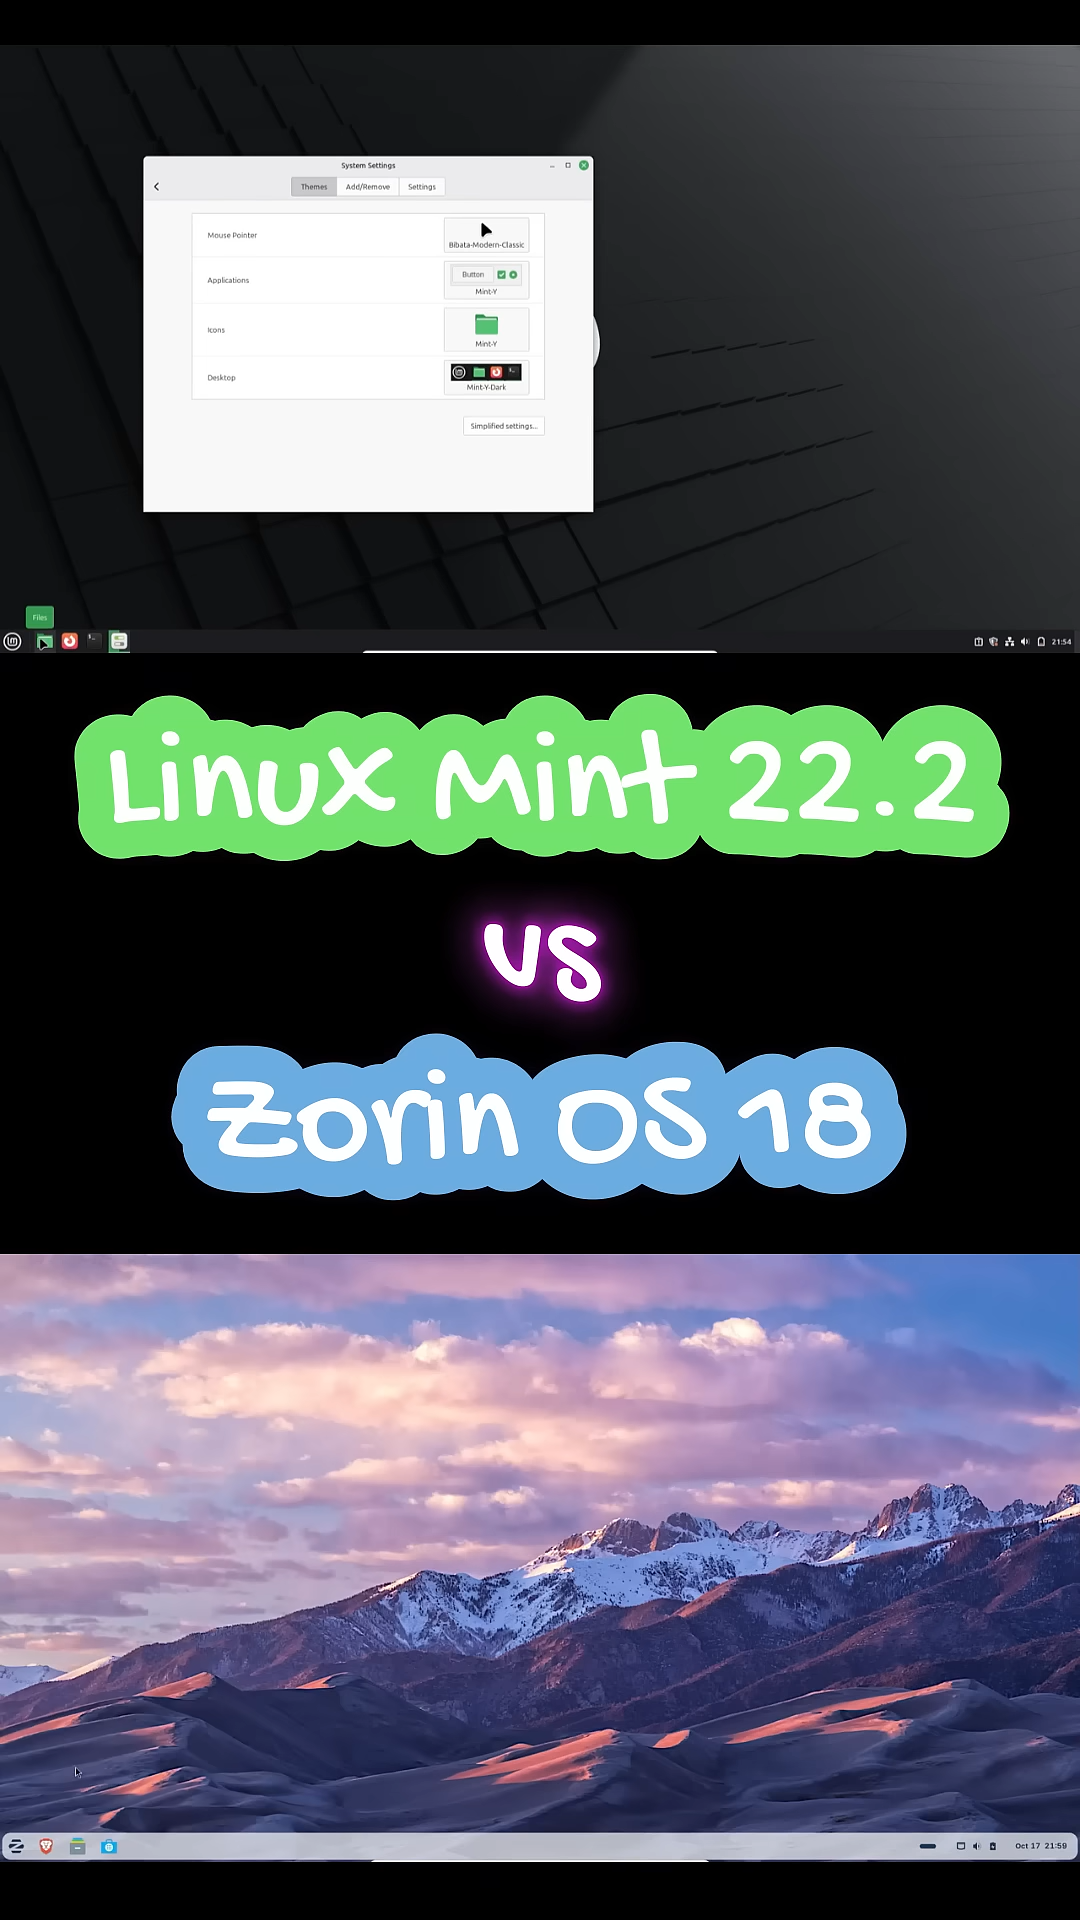 System Settings
Themes Add/Remove Settings
Mouse Pointer
Bibata-Modern-Classic
Applications
Button
Mint-Y
Icons
Mint-Y
Desktop
Mint-Y-Dark
Simplified settings...
Files
21:54
Linux Mint 22.2
vs
Zorin OS 18
Oct 17 21:59